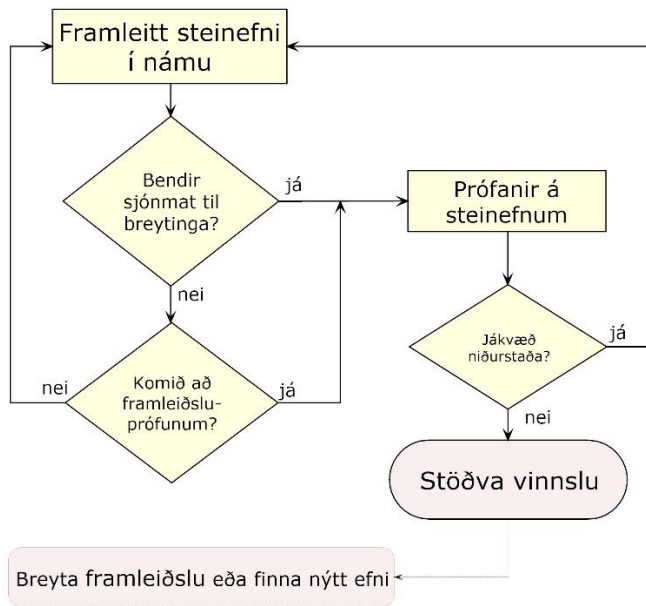 Framleitt steinefni
í námu
Bendir
sjónmat til
breytinga?
já
nei
Komið að
framleiðslu-
prófunum?
nei
já
Prófanir á
steinefnum
Jákvæð
niðurstaða?
já
nei
Stöðva vinnslu
Breyta framleiðslu eða finna nýtt efni